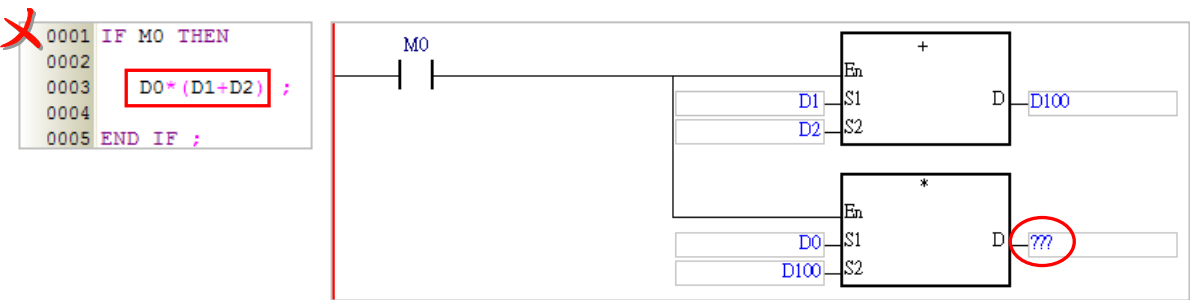 0001 IF M0 THEN
0002
0003 D0*(D1+D2) ;
0004
0005 END IF ;
M0
+
En
D1 S1 D D100
D2 S2
*
En
D0 S1 D ???
D100 S2